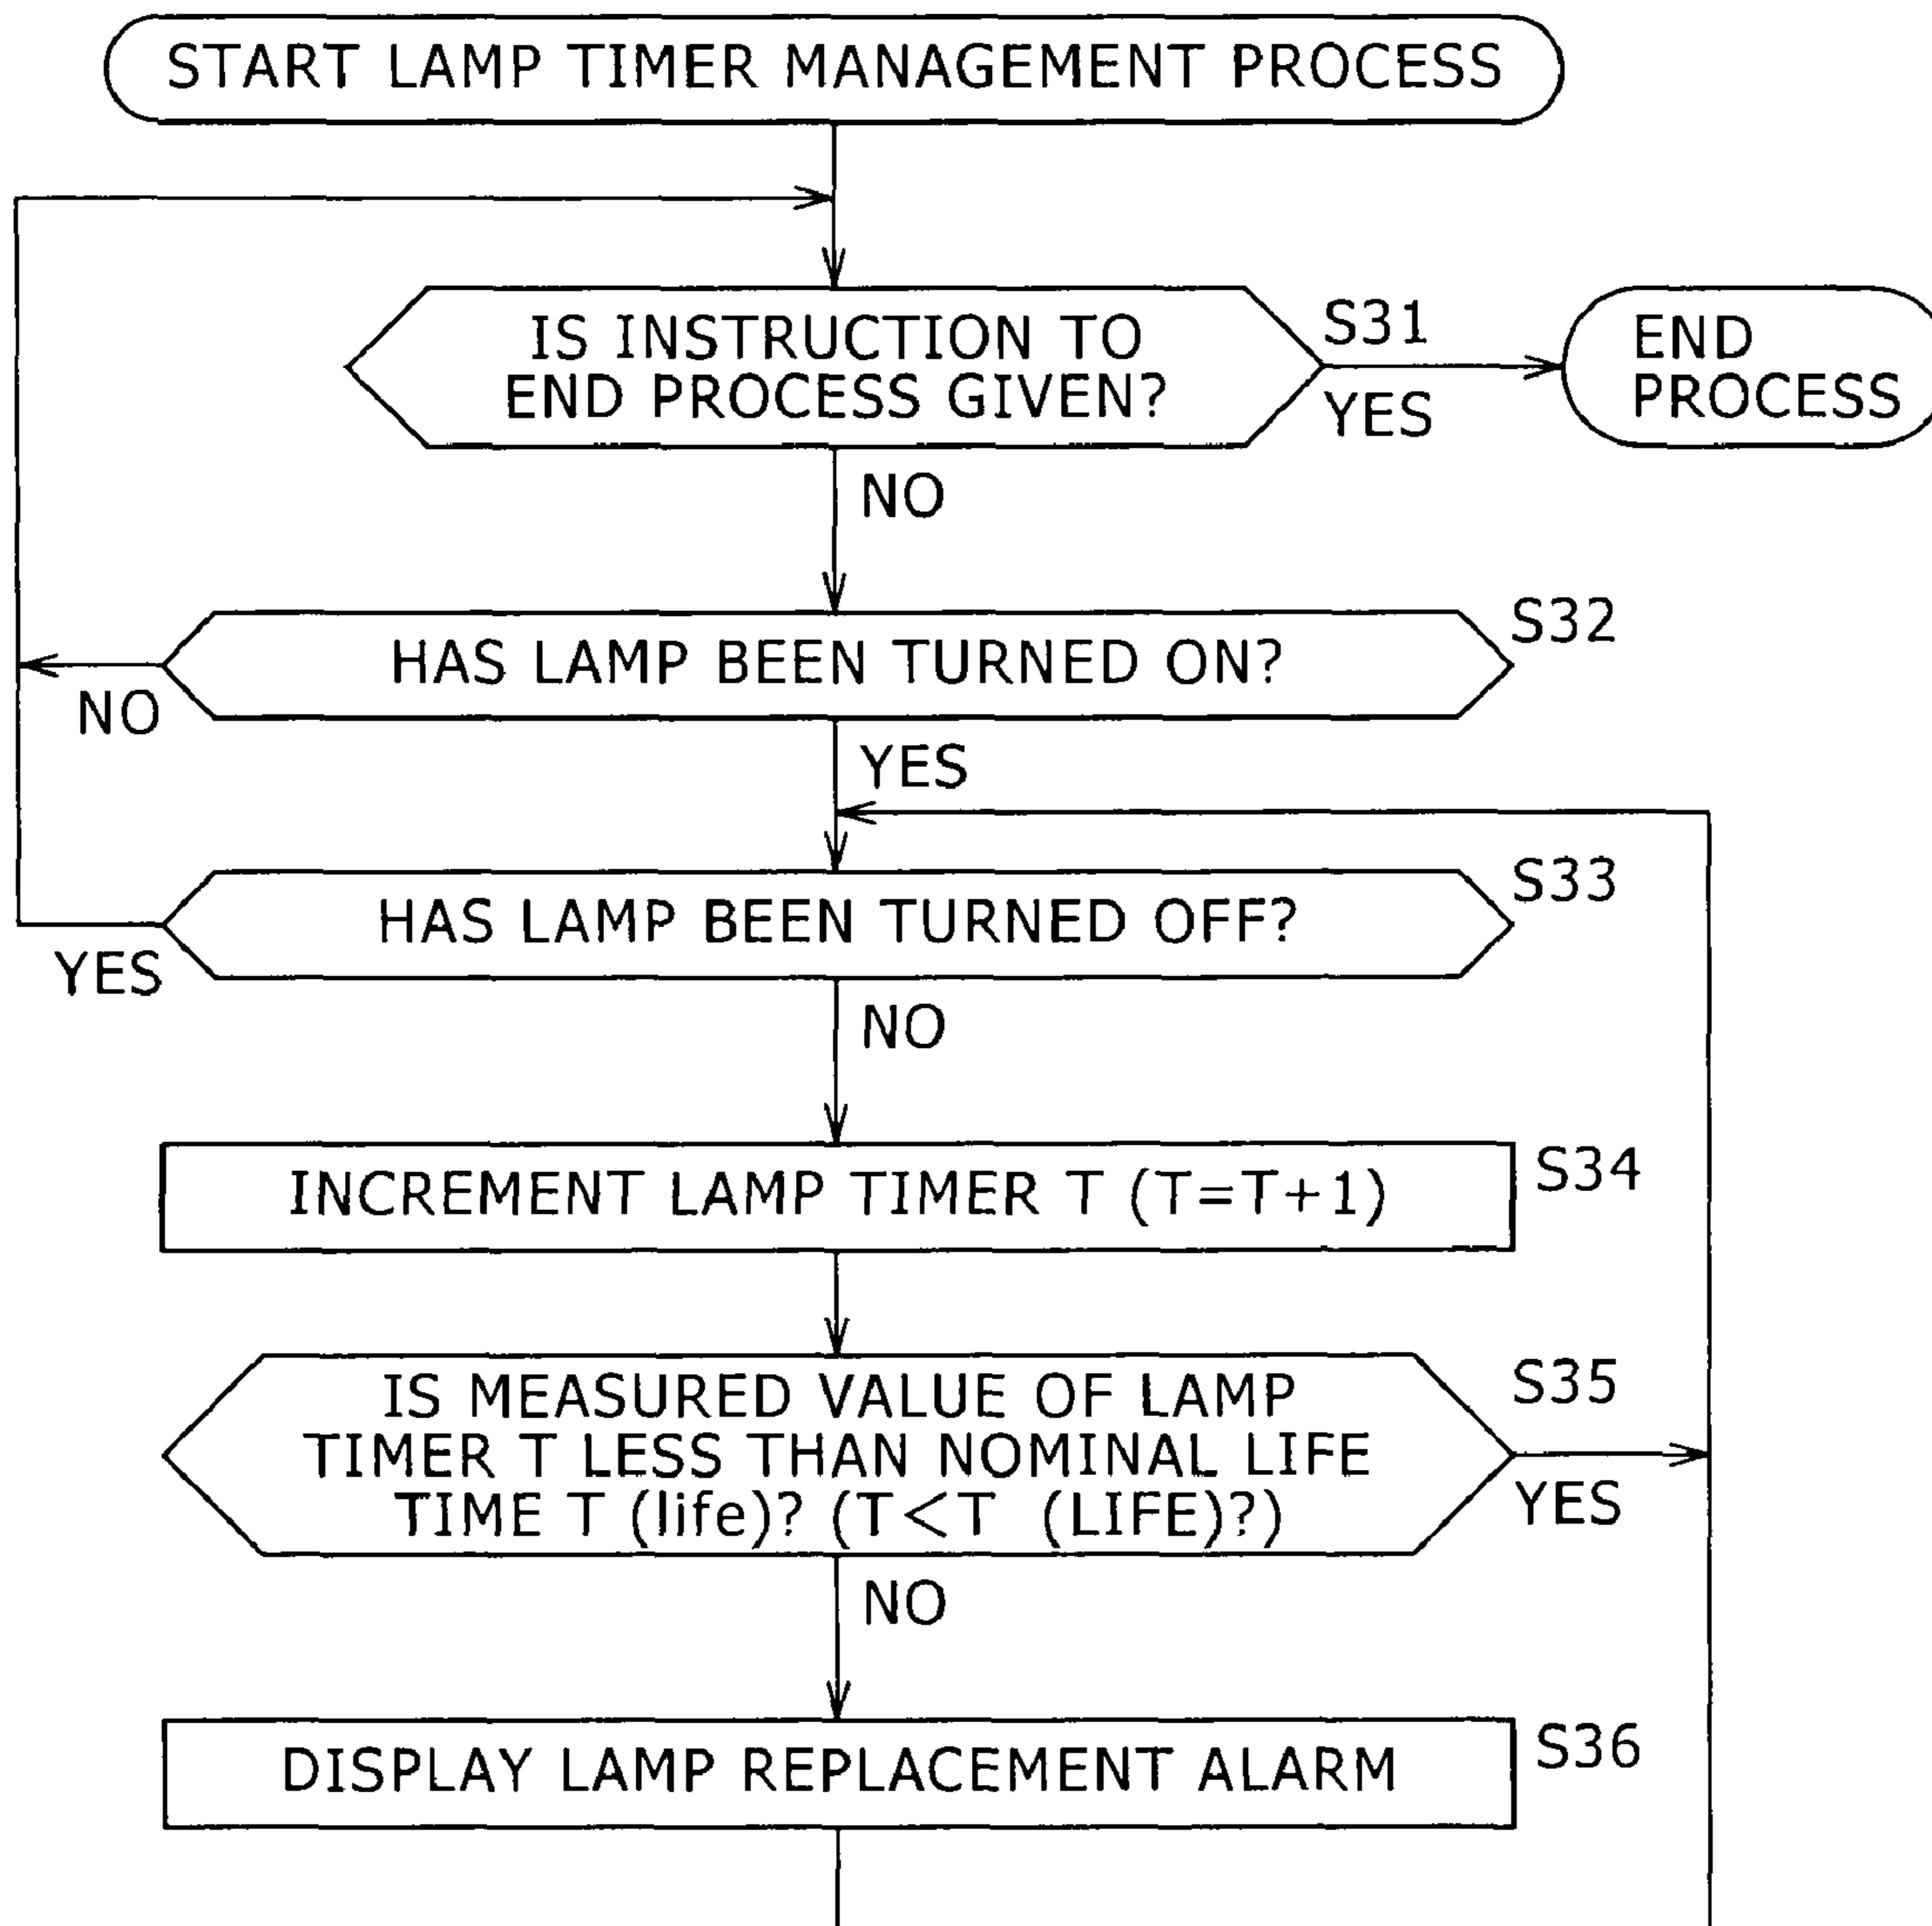 START LAMP TIMER MANAGEMENT PROCESS
IS INSTRUCTION TO
END PROCESS GIVEN?
S31
YES
END
PROCESS
NO
HAS LAMP BEEN TURNED ON?
S32
NO
YES
HAS LAMP BEEN TURNED OFF?
S33
YES
NO
INCREMENT LAMP TIMER T (T=T+1)
S34
IS MEASURED VALUE OF LAMP
TIMER T LESS THAN NOMINAL LIFE
TIME T (life)? (T<T (LIFE)?)
S35
YES
NO
DISPLAY LAMP REPLACEMENT ALARM
S36